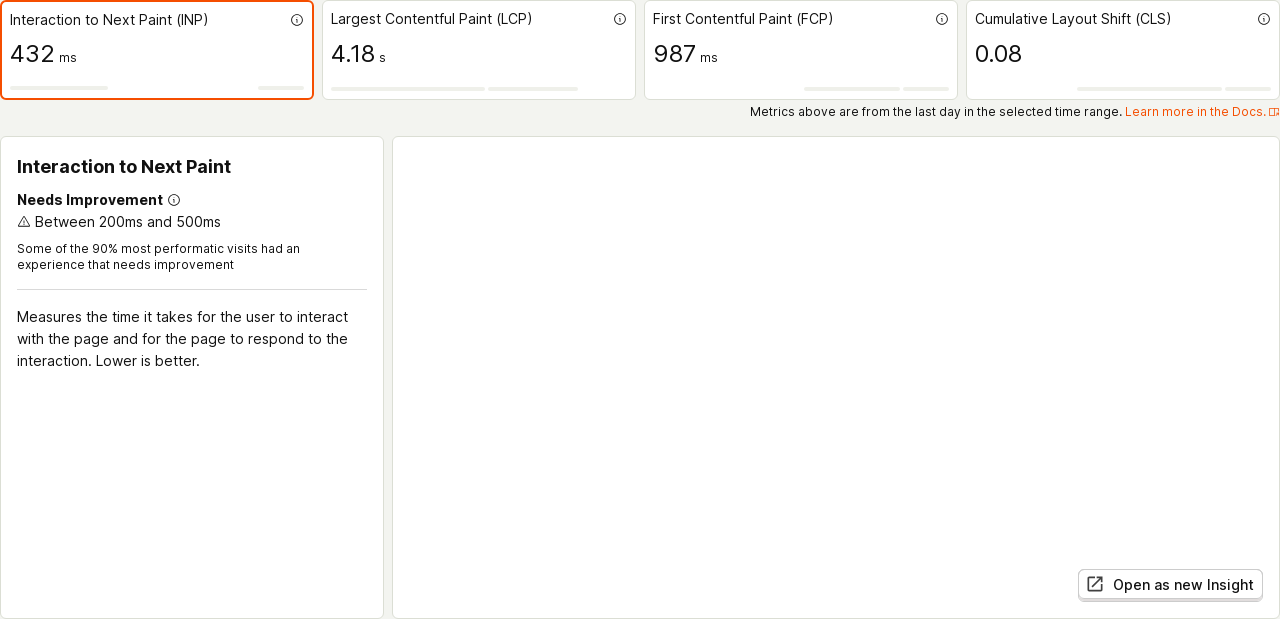 Interaction to Next Paint (INP)
432 ms
Largest Contentful Paint (LCP)
4.18 s
First Contentful Paint (FCP)
987 ms
Cumulative Layout Shift (CLS)
0.08
Metrics above are from the last day in the selected time range. Learn more in the Docs.
Interaction to Next Paint
Needs Improvement
Between 200ms and 500ms
Some of the 90% most performatic visits had an
experience that needs improvement
Measures the time it takes for the user to interact
with the page and for the page to respond to the
interaction. Lower is better.
Open as new Insight